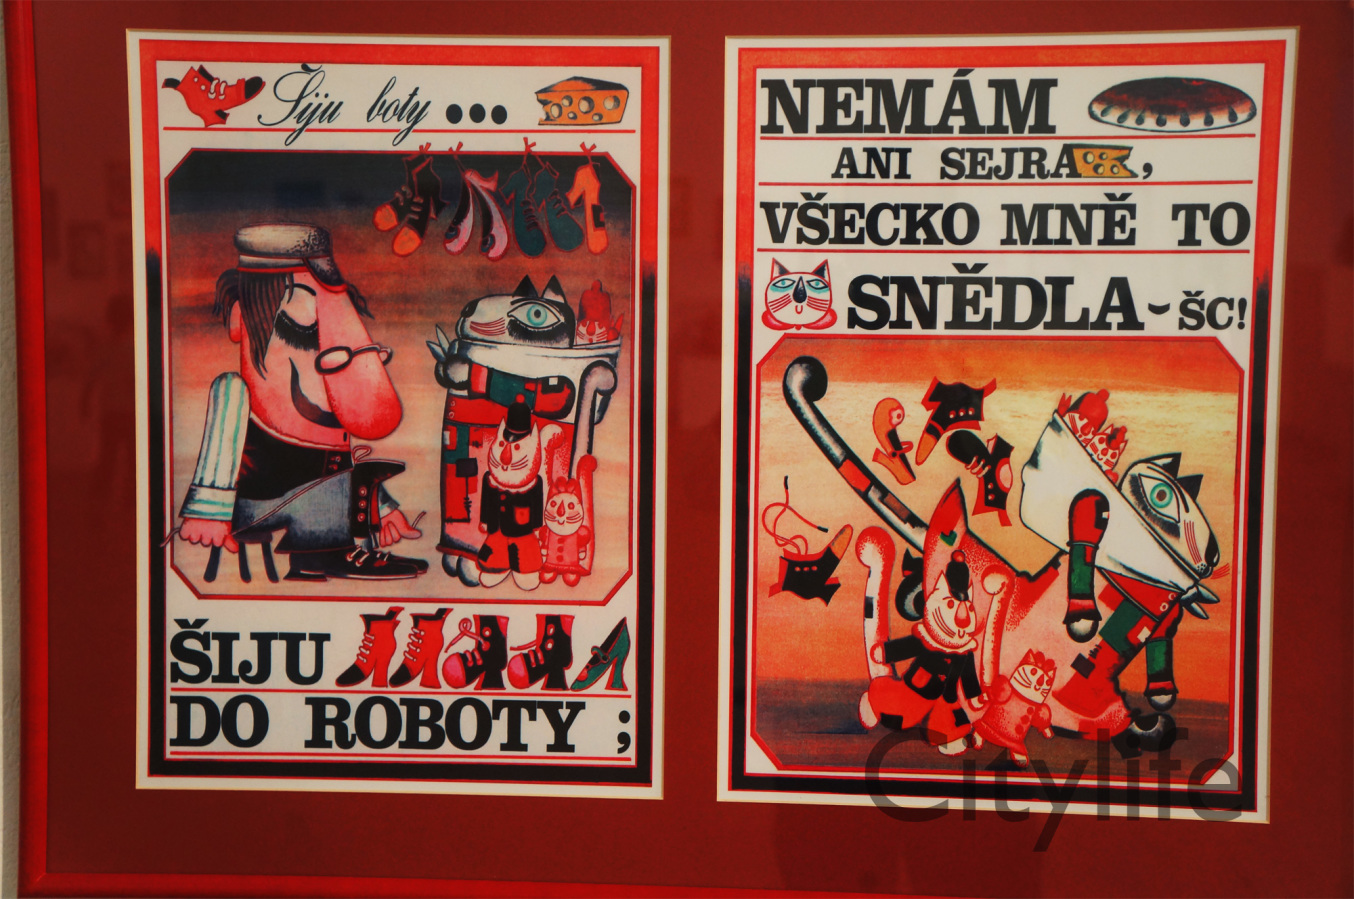 Šiju boty ...
ŠIJU
DO ROBOTY ;
NEMÁM
ANI SEJRA,
VŠECKO MNĚ TO
SNĚDLA - ŠC!
Citylife